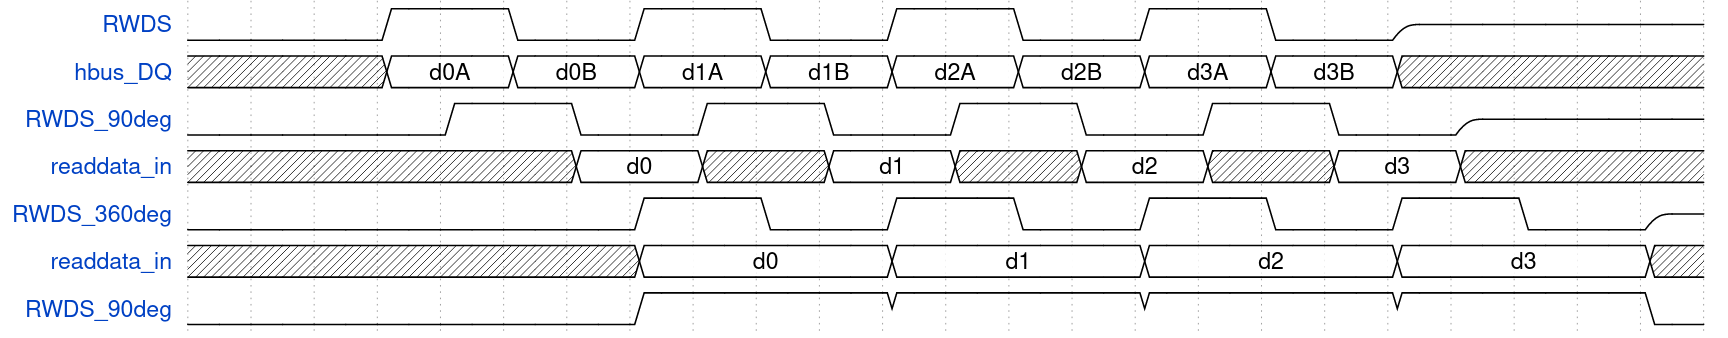 RWDS
hbus_DQ d0A d0B d1A d1B d2A d2B d3A d3B
RWDS_90deg
readdata_in d0 d1 d2 d3
RWDS_360deg
readdata_in d0 d1 d2 d3
RWDS_90deg